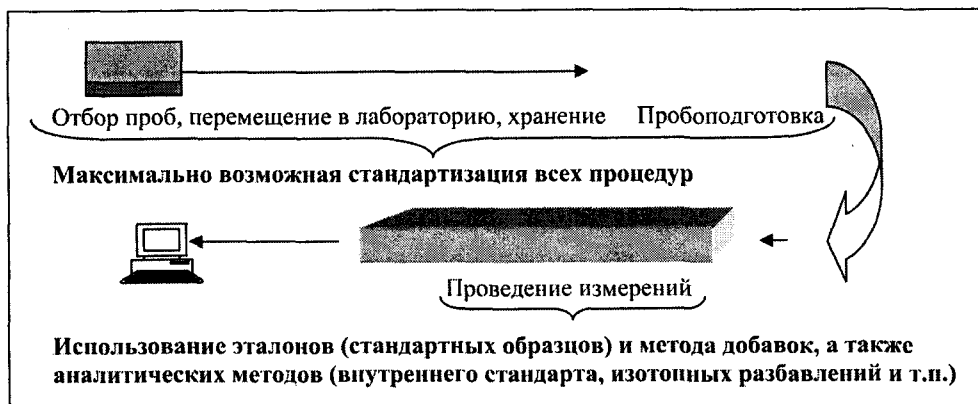 Отбор проб, перемещение в лабораторию, хранение Пробоподготовка
Максимально возможная стандартизация всех процедур
Проведение измерений
Использование эталонов (стандартных образцов) и метода добавок, а также
аналитических методов (внутреннего стандарта, изотопных разбавлений и т.п.)